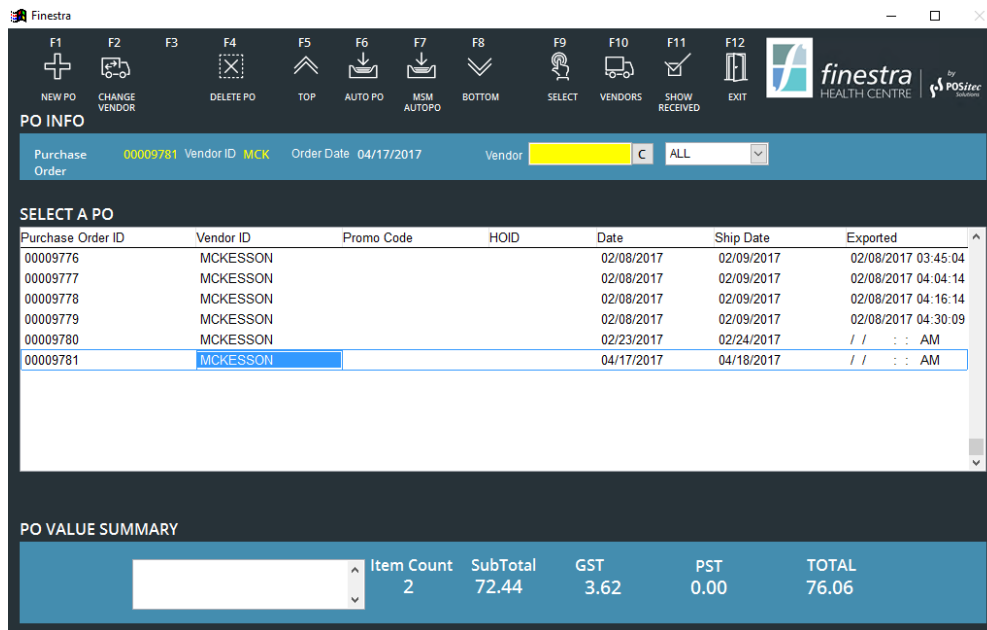 Finestra
F1 F2 F3 F4 F5 F6 F7 F8 F9 F10 F11 F12
NEW PO CHANGE VENDOR DELETE PO TOP AUTO PO MSM AUTOPO BOTTOM SELECT VENDORS SHOW RECEIVED EXIT
finestra
HEALTH CENTRE
by
POSitec
Solutions
PO INFO
Purchase Order 00009781 Vendor ID MCK Order Date 04/17/2017 Vendor C ALL
SELECT A PO
Purchase Order ID Vendor ID Promo Code HOID Date Ship Date Exported
00009776 MCKESSON 02/08/2017 02/09/2017 02/08/2017 03:45:04
00009777 MCKESSON 02/08/2017 02/09/2017 02/08/2017 04:04:14
00009778 MCKESSON 02/08/2017 02/09/2017 02/08/2017 04:16:14
00009779 MCKESSON 02/08/2017 02/09/2017 02/08/2017 04:30:09
00009780 MCKESSON 02/23/2017 02/24/2017 / / : : AM
00009781 MCKESSON 04/17/2017 04/18/2017 / / : : AM
PO VALUE SUMMARY
Item Count SubTotal GST PST TOTAL
2 72.44 3.62 0.00 76.06